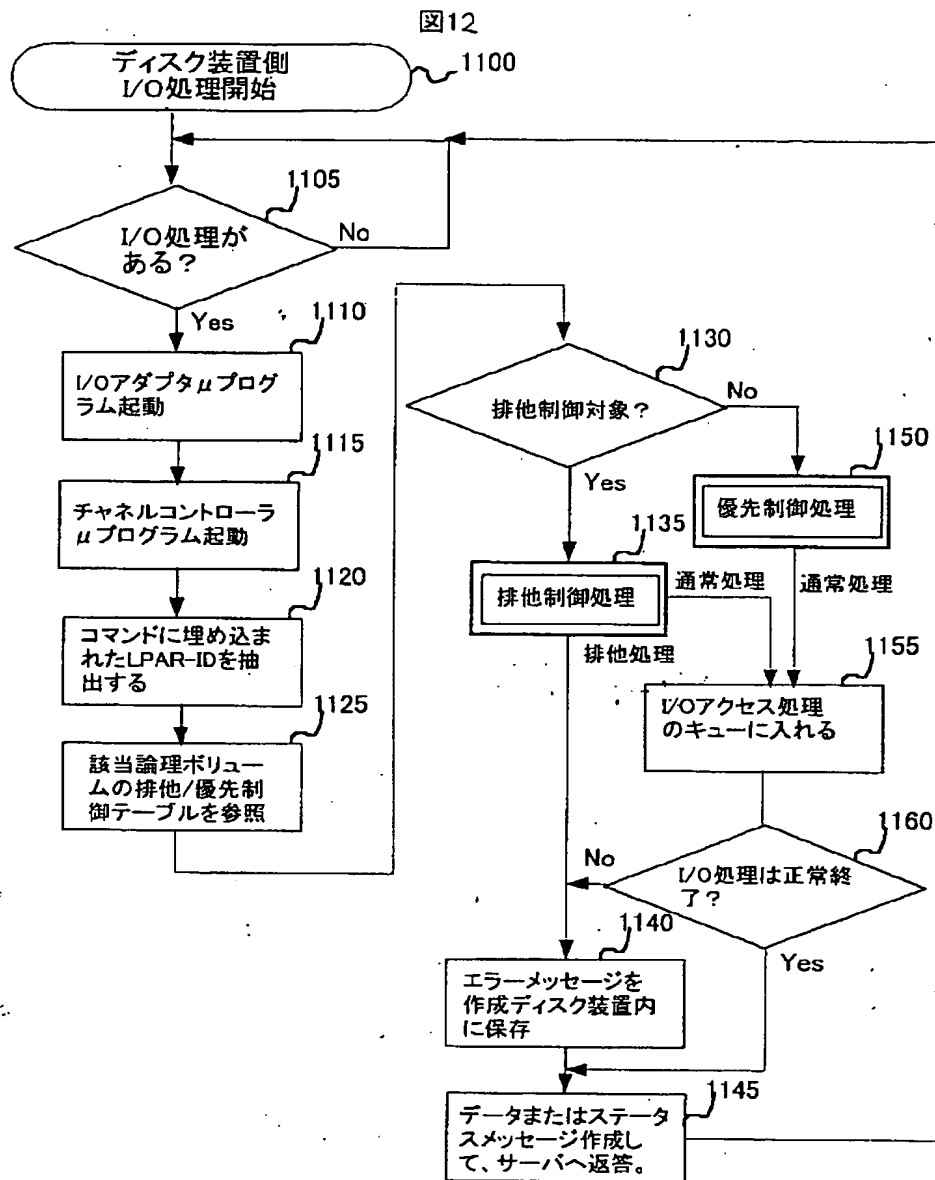 図12
ディスク装置側
I/O処理開始
1100
1105
I/O処理が
ある？
No
Yes
1110
I/Oアダプタμプログ
ラム起動
1115
チャネルコントローラ
μプログラム起動
1120
コマンドに埋め込ま
れたLPAR-IDを抽
出する
1125
該当論理ボリュー
ムの排他/優先制
御テーブルを参照
1130
排他制御対象？
No
Yes
1150
優先制御処理
1135
排他制御処理
通常処理
通常処理
排他処理
1155
I/Oアクセス処理
のキューに入れる
1160
I/O処理は正常終
了？
No
Yes
1140
エラーメッセージを
作成ディスク装置内
に保存
1145
データまたはステータ
スメッセージ作成し
て、サーバへ返答。